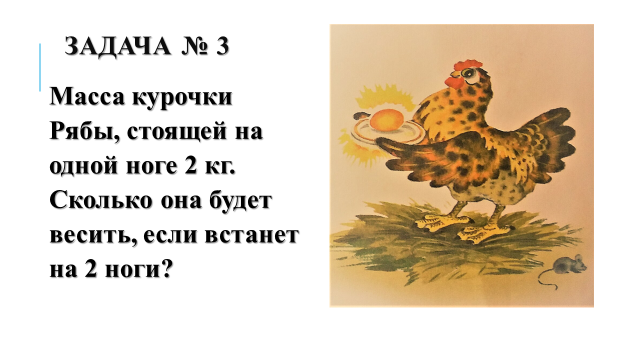 ЗАДАЧА № 3
Масса курочки
Рябы, стоящей на
одной ноге 2 кг.
Сколько она будет
весить, если встанет
на 2 ноги?